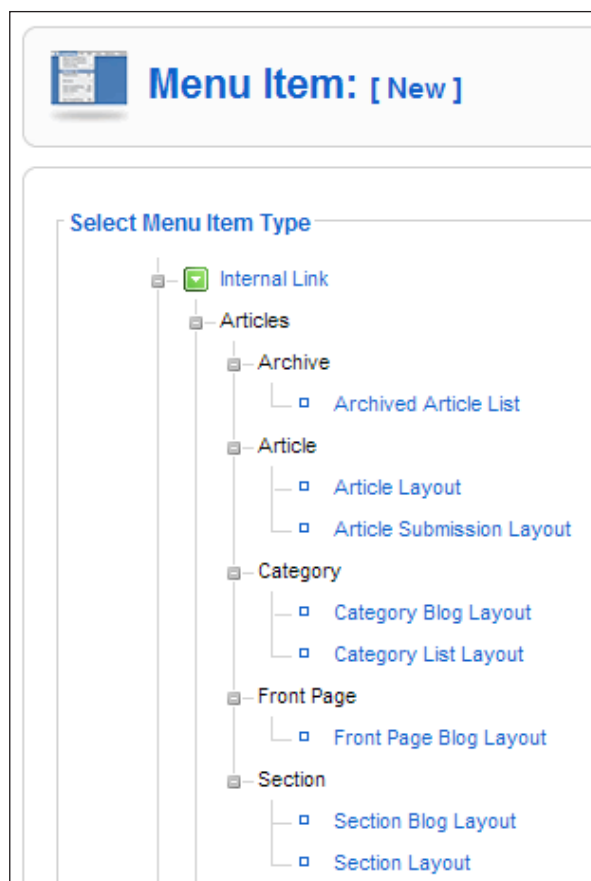 Menu Item: [ New ]
Select Menu Item Type
Internal Link
Articles
Archive
Archived Article List
Article
Article Layout
Article Submission Layout
Category
Category Blog Layout
Category List Layout
Front Page
Front Page Blog Layout
Section
Section Blog Layout
Section Layout